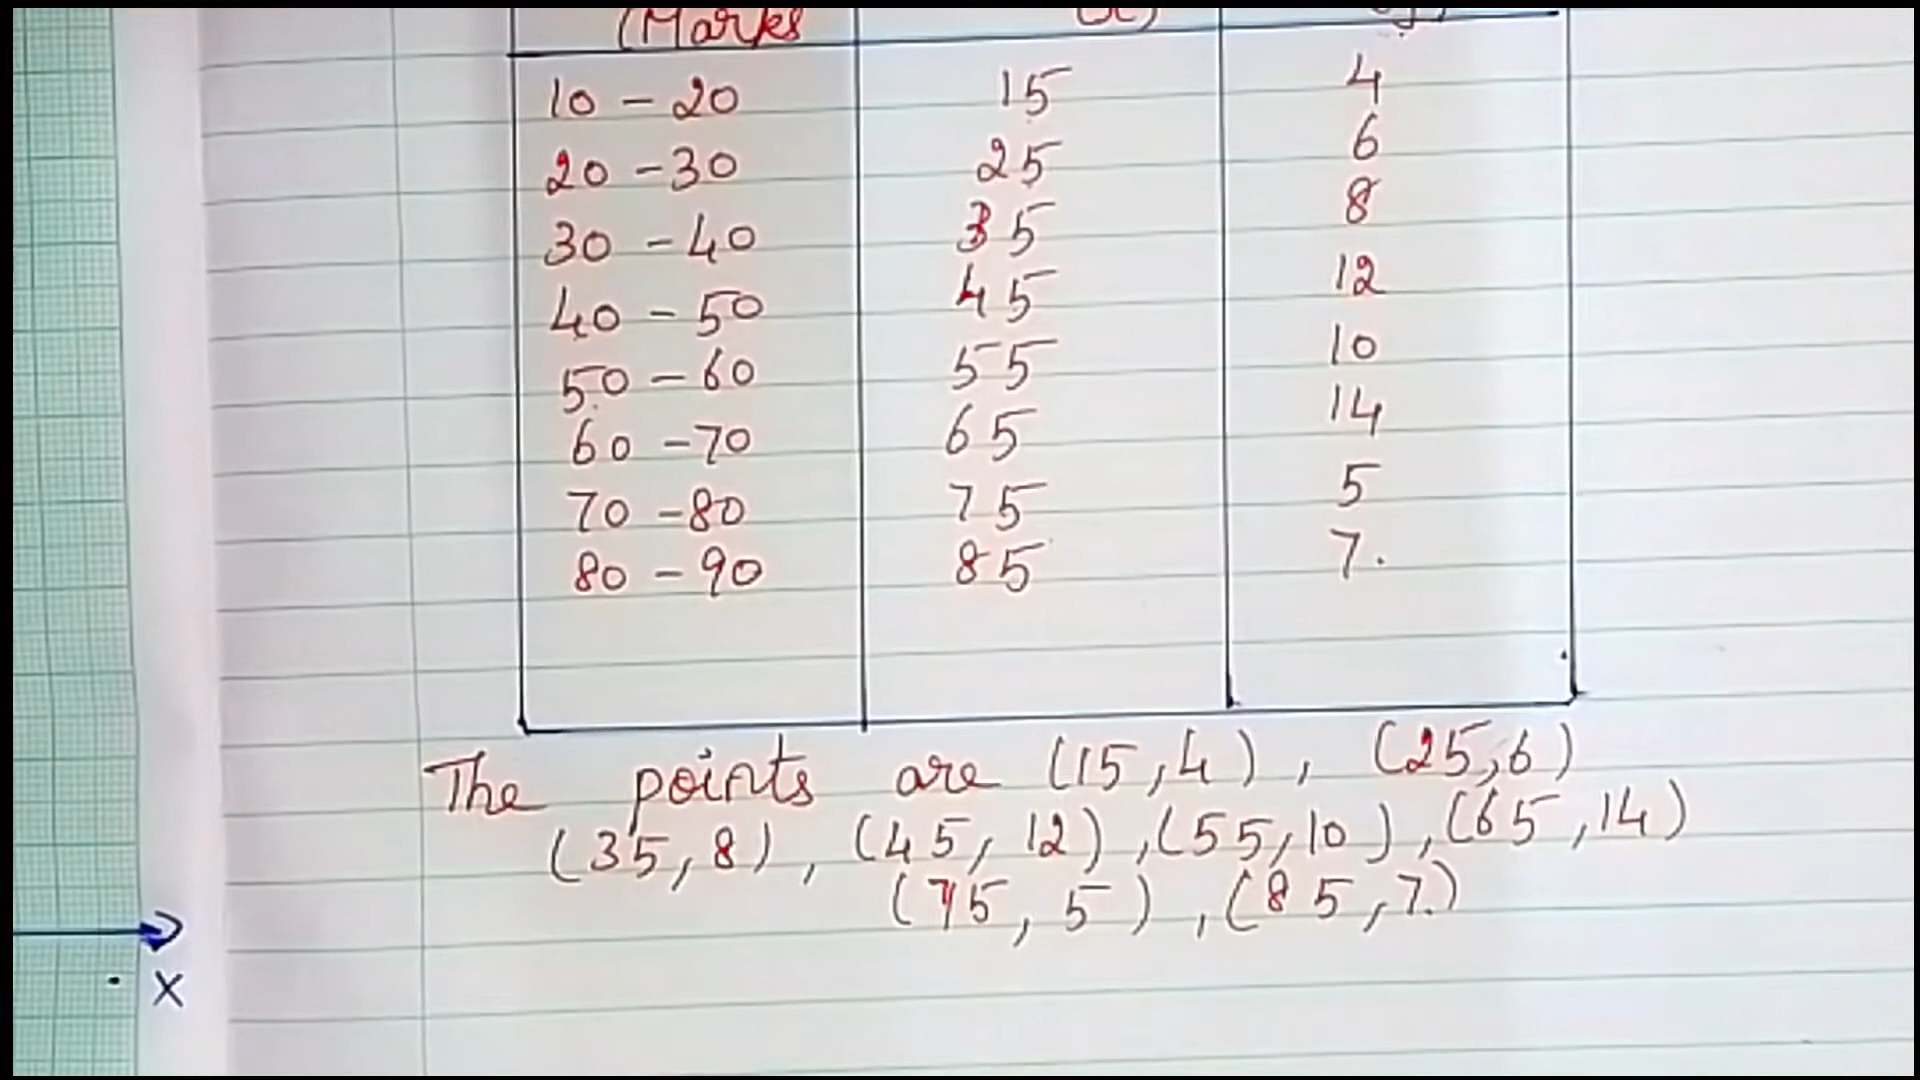 (Marks
10 - 20 15 4
20 - 30 25 6
30 - 40 35 8
40 - 50 45 12
50 - 60 55 10
60 - 70 65 14
70 - 80 75 5
80 - 90 85 7.
The points are (15,4), (25,6)
(35,8), (45, 12), (55,10), (65,14)
(75, 5), (85,7.)
X